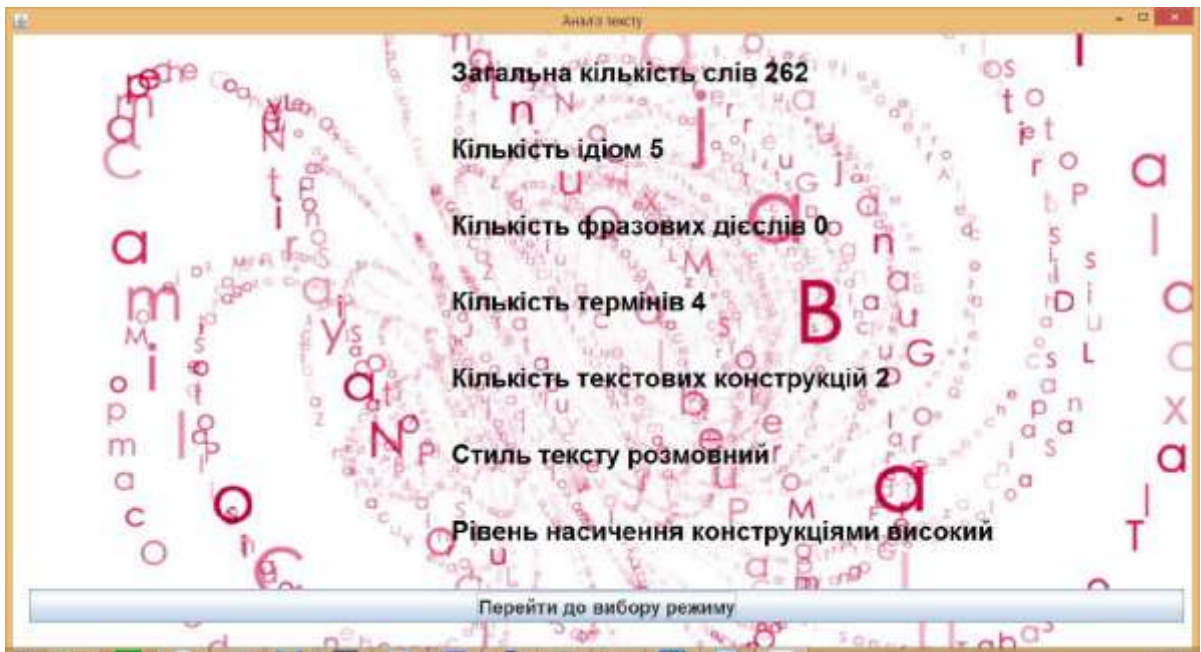 Аналіз тексту
Загальна кількість слів 262
Кількість ідіом 5
Кількість фразових дієслів 0
Кількість термінів 4
Кількість текстових конструкцій 2
Стиль тексту розмовний
Рівень насичення конструкціями високий
Перейти до вибору режиму